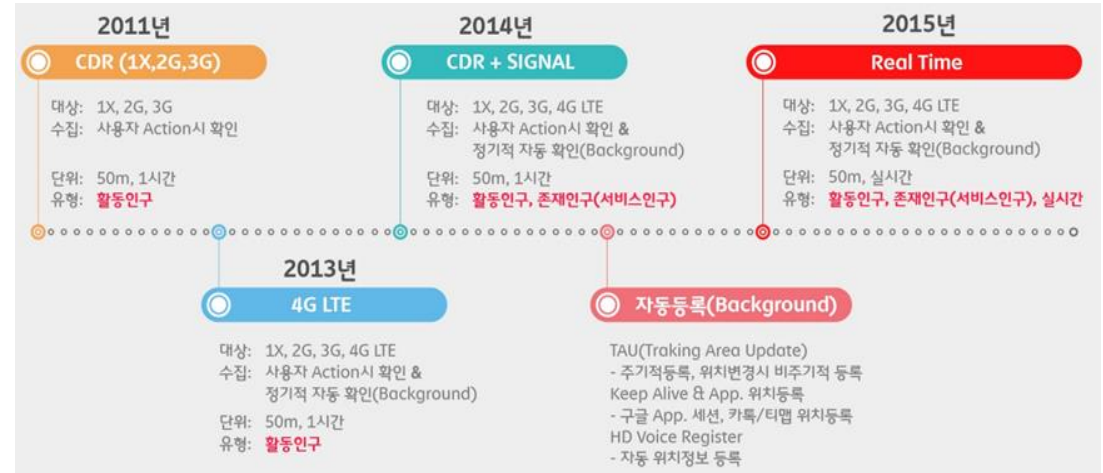 2011년
CDR (1X,2G,3G)
대상: 1X, 2G, 3G
수집: 사용자 Action시 확인
단위: 50m, 1시간
유형: 활동인구
2014년
CDR + SIGNAL
대상: 1X, 2G, 3G, 4G LTE
수집: 사용자 Action시 확인 &
정기적 자동 확인(Background)
단위: 50m, 1시간
유형: 활동인구, 존재인구(서비스인구)
2015년
Real Time
대상: 1X, 2G, 3G, 4G LTE
수집: 사용자 Action시 확인 &
정기적 자동 확인(Background)
단위: 50m, 실시간
유형: 활동인구, 존재인구(서비스인구), 실시간
2013년
4G LTE
대상: 1X, 2G, 3G, 4G LTE
수집: 사용자 Action시 확인 &
정기적 자동 확인(Background)
단위: 50m, 1시간
유형: 활동인구
자동등록(Background)
TAU(Traking Area Update)
- 주기적등록, 위치변경시 비주기적 등록
Keep Alive & App. 위치등록
- 구글 App. 세션, 카톡/티맵 위치등록
HD Voice Register
- 자동 위치정보 등록